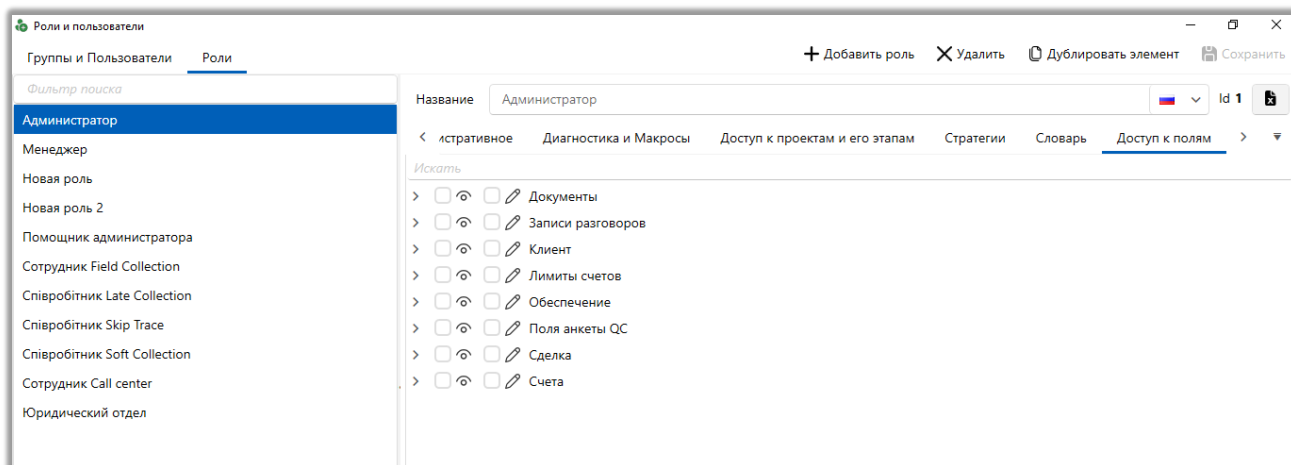 Роли и пользователи
Группы и Пользователи Роли
Добавить роль Удалить Дублировать элемент Сохранить
Фильтр поиска
Администратор
Менеджер
Новая роль
Новая роль 2
Помощник администратора
Сотрудник Field Collection
Співробітник Late Collection
Співробітник Skip Trace
Співробітник Soft Collection
Сотрудник Call center
Юридический отдел
Название Администратор Id 1
истративное Диагностика и Макросы Доступ к проектам и его этапам Стратегии Словарь Доступ к полям
Искать
Документы
Записи разговоров
Клиент
Лимиты счетов
Обеспечение
Поля анкеты QC
Сделка
Счета